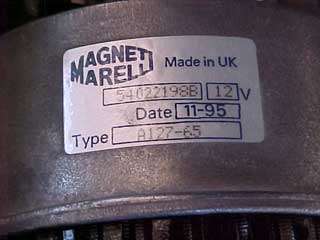 MAGNETI
MARELLI
Made in UK
54022198B 12 V
Date 11-95
Type A127-65